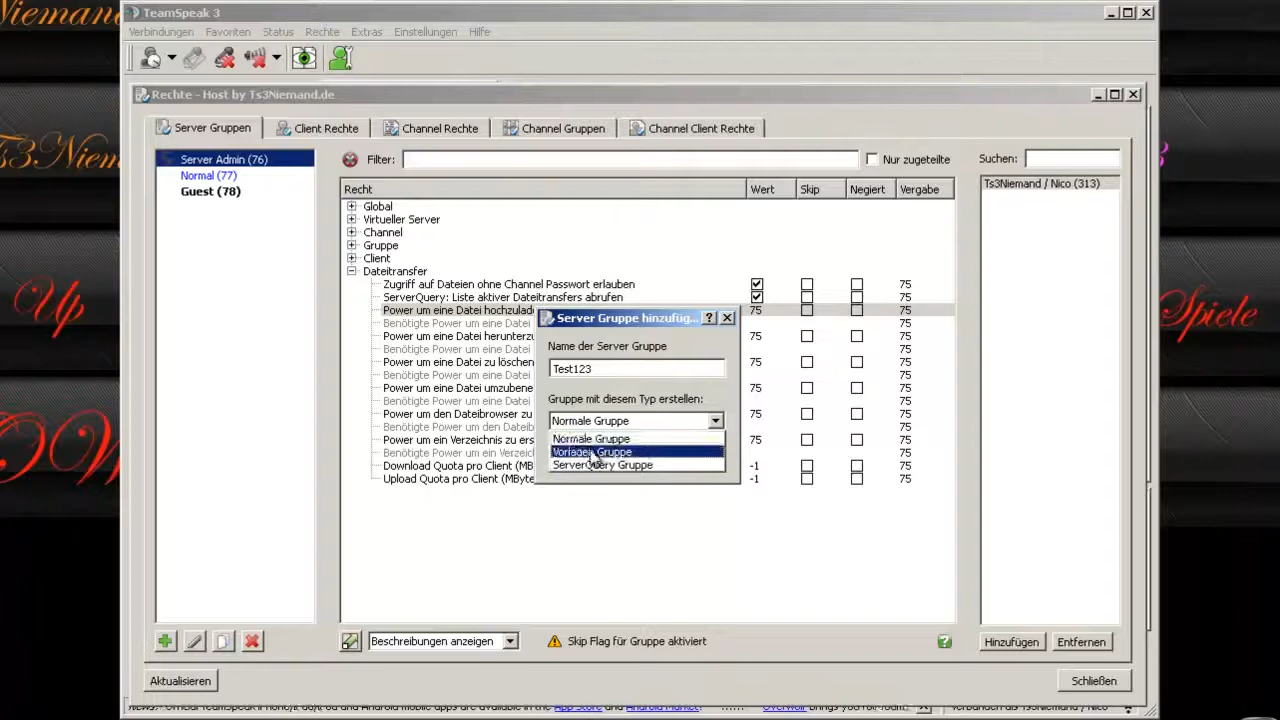 Niemand
TeamSpeak 3
Verbindungen Favoriten Status Rechte Extras Einstellungen Hilfe
Rechte - Host by Ts3Niemand.de
Server Gruppen Client Rechte Channel Rechte Channel Gruppen Channel Client Rechte
Server Admin (76)
Normal (77)
Guest (78)
Filter:
Nur zugeteilte
Suchen:
Ts3Niemand / Nico (313)
Recht Wert Skip Negiert Vergabe
Global
Virtueller Server
Channel
Gruppe
Client
Dateitransfer
Zugriff auf Dateien ohne Channel Passwort erlauben 75
ServerQuery: Liste aktiver Dateitransfers abrufen 75
Power um eine Datei hochzulad 75 75
Benötigte Power um eine Datei 75
Power um eine Datei herunterzu 75 75
Benötigte Power um eine Datei 75
Power um eine Datei zu löschen 75 75
Benötigte Power um eine Datei 75
Power um eine Datei umzubene 75 75
Benötigte Power um eine Datei 75
Power um den Dateibrowser zu 75 75
Benötigte Power um den Dateib 75
Power um ein Verzeichnis zu ers 75 75
Benötigte Power um ein Verzeic 75
Download Quota pro Client (MB -1 75
Upload Quota pro Client (MByte -1 75
Server Gruppe hinzufüg...
Name der Server Gruppe
Test123
Gruppe mit diesem Typ erstellen:
Normale Gruppe
Normale Gruppe
Vorlagen Gruppe
ServerQuery Gruppe
Beschreibungen anzeigen
Skip Flag für Gruppe aktiviert
Hinzufügen Entfernen
Aktualisieren
Schließen
App Store and Android Market!
Up
Spiele